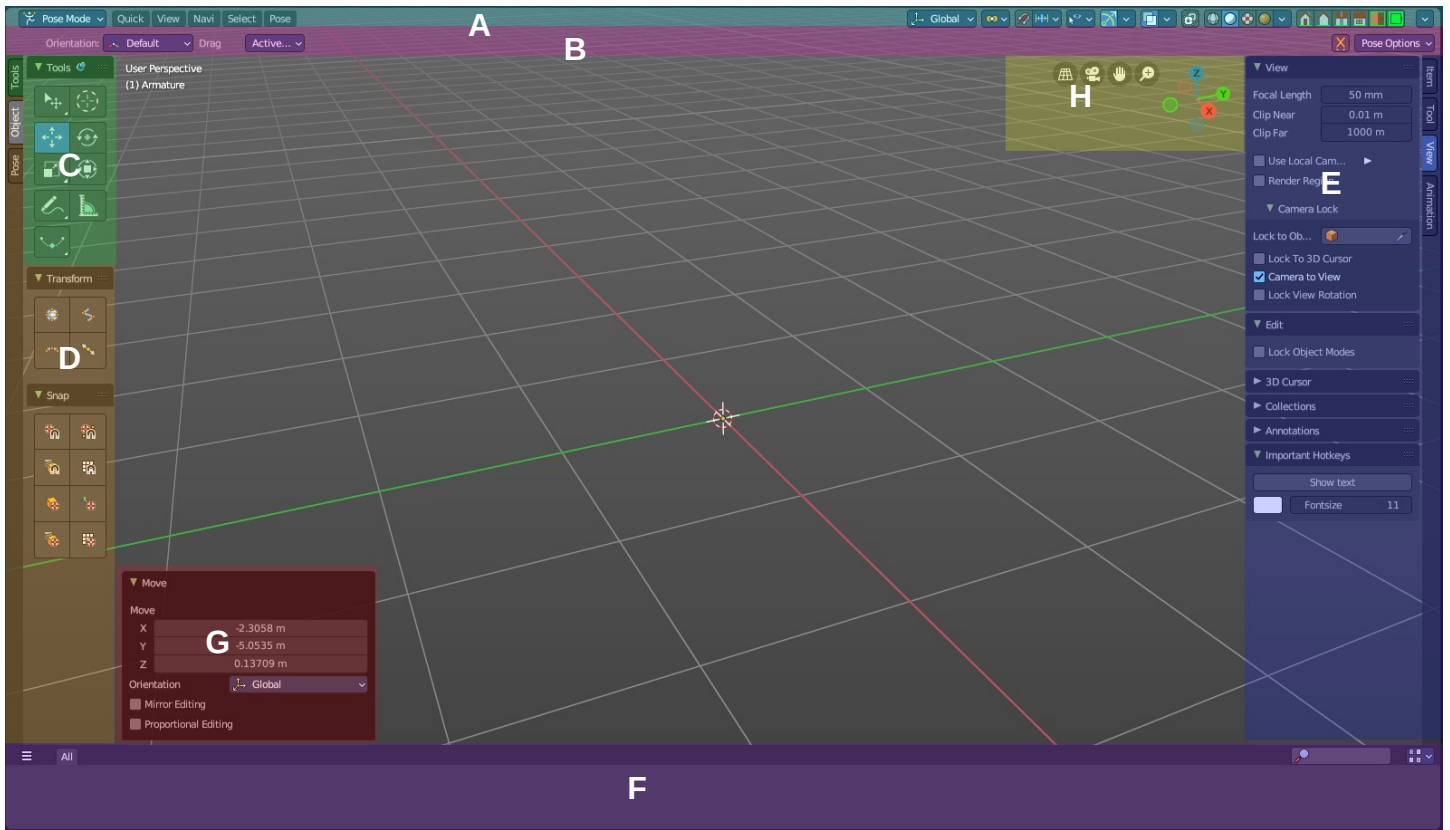 Pose Mode Quick View Navi Select Pose A Global
Orientation: Default Drag Active... B Pose Options
Tools
Object
Pose
Tools
C
Transform
D
Snap
User Perspective
(1) Armature
H
Z
Y
X
View
Focal Length 50 mm
Clip Near 0.01 m
Clip Far 1000 m
Use Local Cam...
Render Regi
E
Camera Lock
Lock to Ob...
Lock To 3D Cursor
Camera to View
Lock View Rotation
Edit
Lock Object Modes
3D Cursor
Collections
Annotations
Important Hotkeys
Show text
Fontsize 11
Item
Tool
View
Animation
Move
Move
X -2.3058 m
Y -5.0535 m
Z 0.13709 m
G
Orientation Global
Mirror Editing
Proportional Editing
All
F